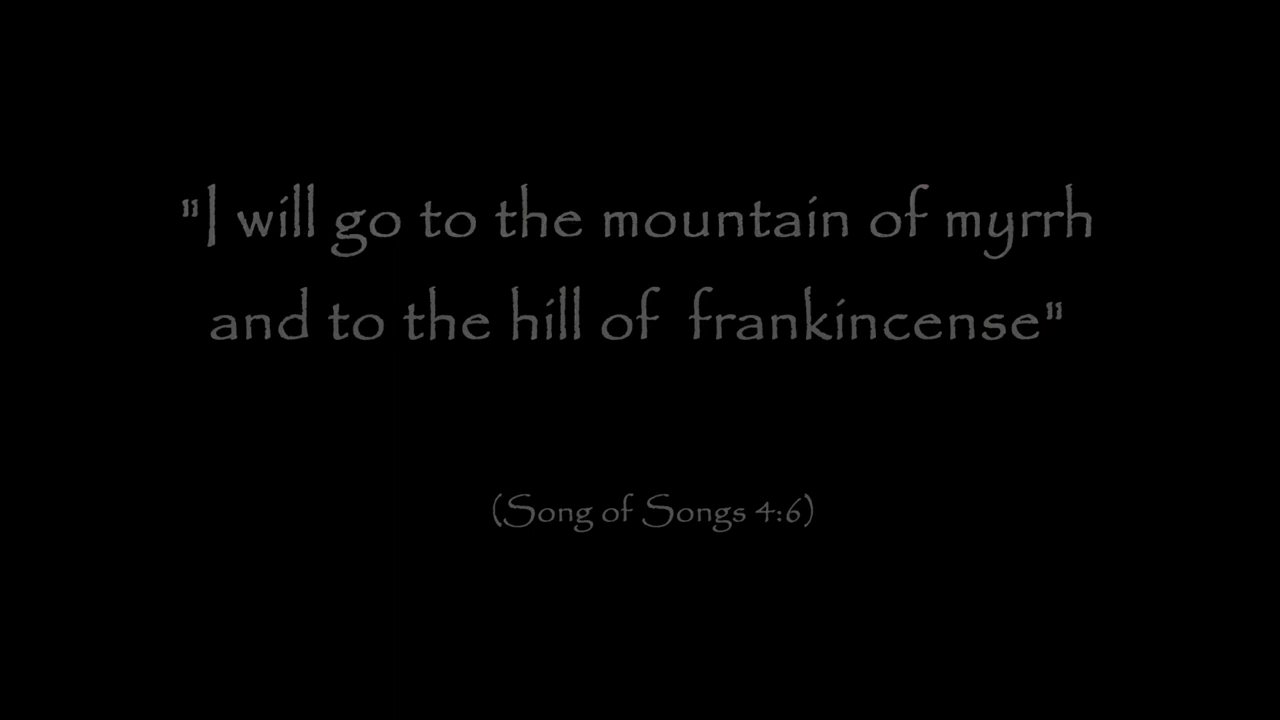 "I will go to the mountain of myrrh
and to the hill of frankincense"
(Song of Songs 4:6)